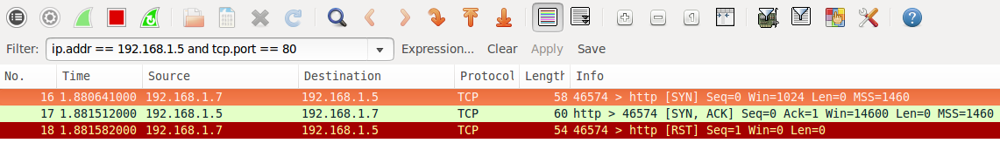 Filter: ip.addr == 192.168.1.5 and tcp.port == 80 Expression... Clear Apply Save
No. Time Source Destination Protocol Length Info
16 1.880641000 192.168.1.7 192.168.1.5 TCP 58 46574 > http [SYN] Seq=0 Win=1024 Len=0 MSS=1460
17 1.881512000 192.168.1.5 192.168.1.7 TCP 60 http > 46574 [SYN, ACK] Seq=0 Ack=1 Win=14600 Len=0 MSS=1460
18 1.881582000 192.168.1.7 192.168.1.5 TCP 54 46574 > http [RST] Seq=1 Win=0 Len=0